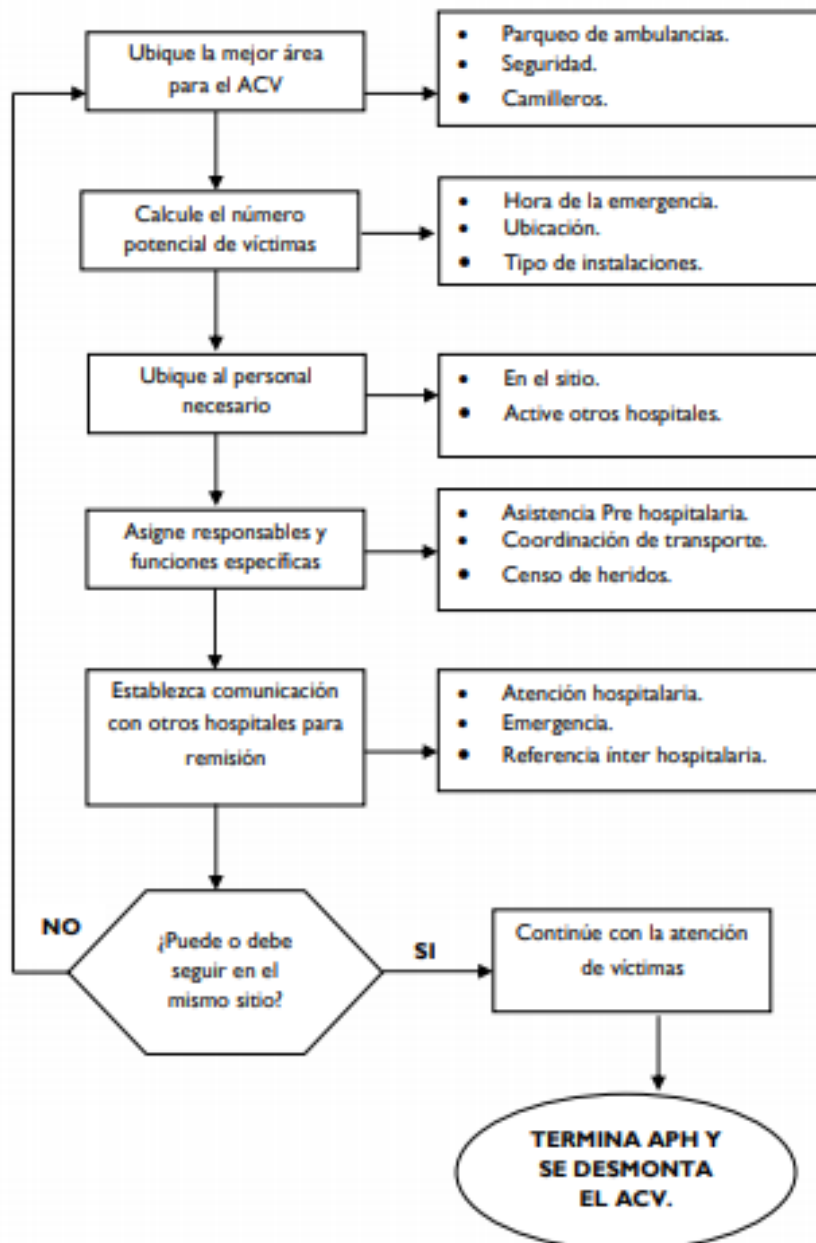 Ubique la mejor área
para el ACV
• Parqueo de ambulancias.
• Seguridad.
• Camilleros.
Calcule el número
potencial de víctimas
• Hora de la emergencia.
• Ubicación.
• Tipo de instalaciones.
Ubique al personal
necesario
• En el sitio.
• Active otros hospitales.
Asigne responsables y
funciones específicas
• Asistencia Pre hospitalaria.
• Coordinación de transporte.
• Censo de heridos.
Establezca comunicación
con otros hospitales para
remisión
• Atención hospitalaria.
• Emergencia.
• Referencia ínter hospitalaria.
NO
¿Puede o debe
seguir en el
mismo sitio?
SI
Continúe con la atención
de víctimas
TERMINA APH Y
SE DESMONTA
EL ACV.